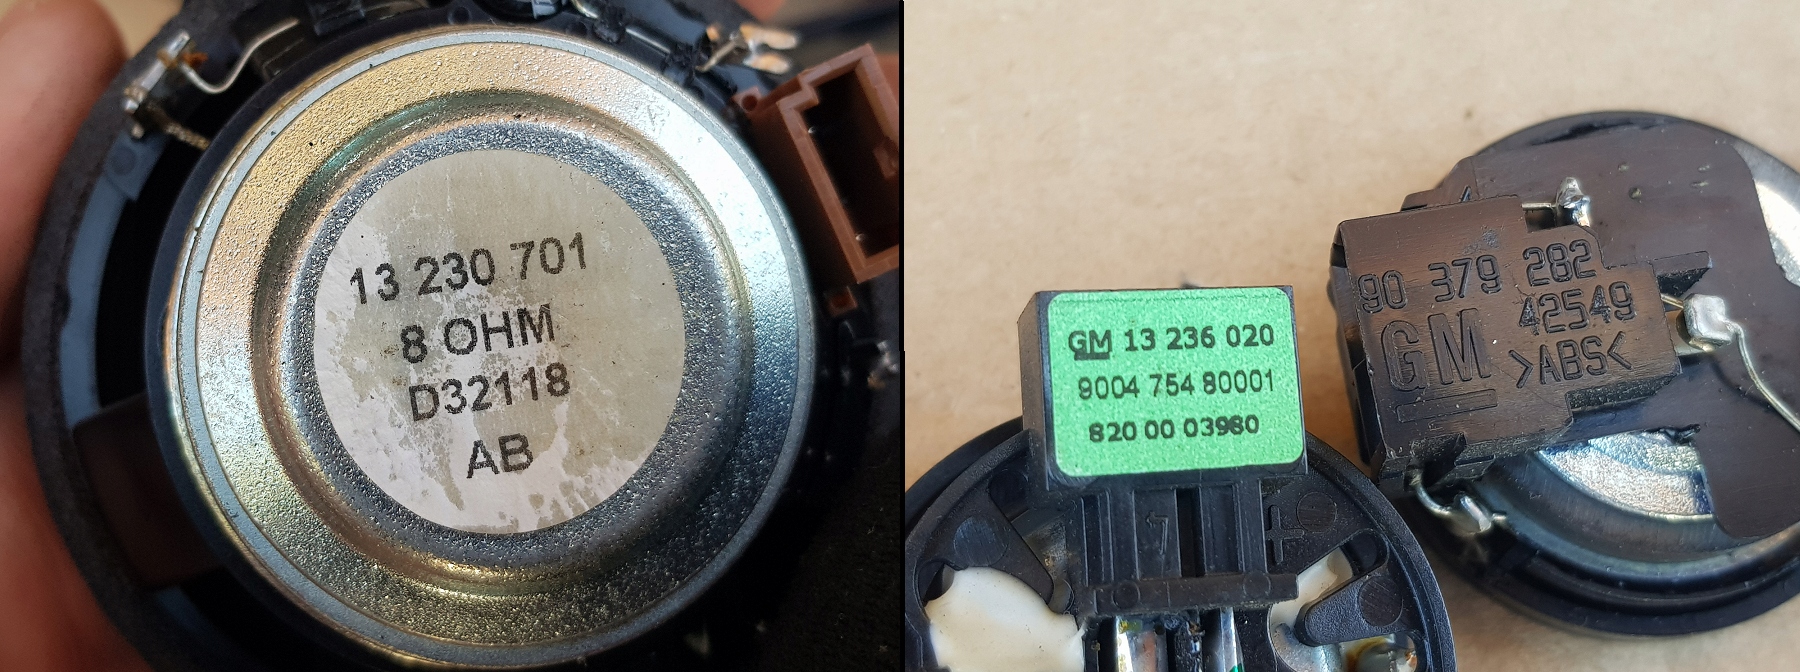 13 230 701
8 OHM
D32118
AB
GM 13 236 020
9004 754 80001
820 00 03980
90 379 282
42549
GM >ABS<